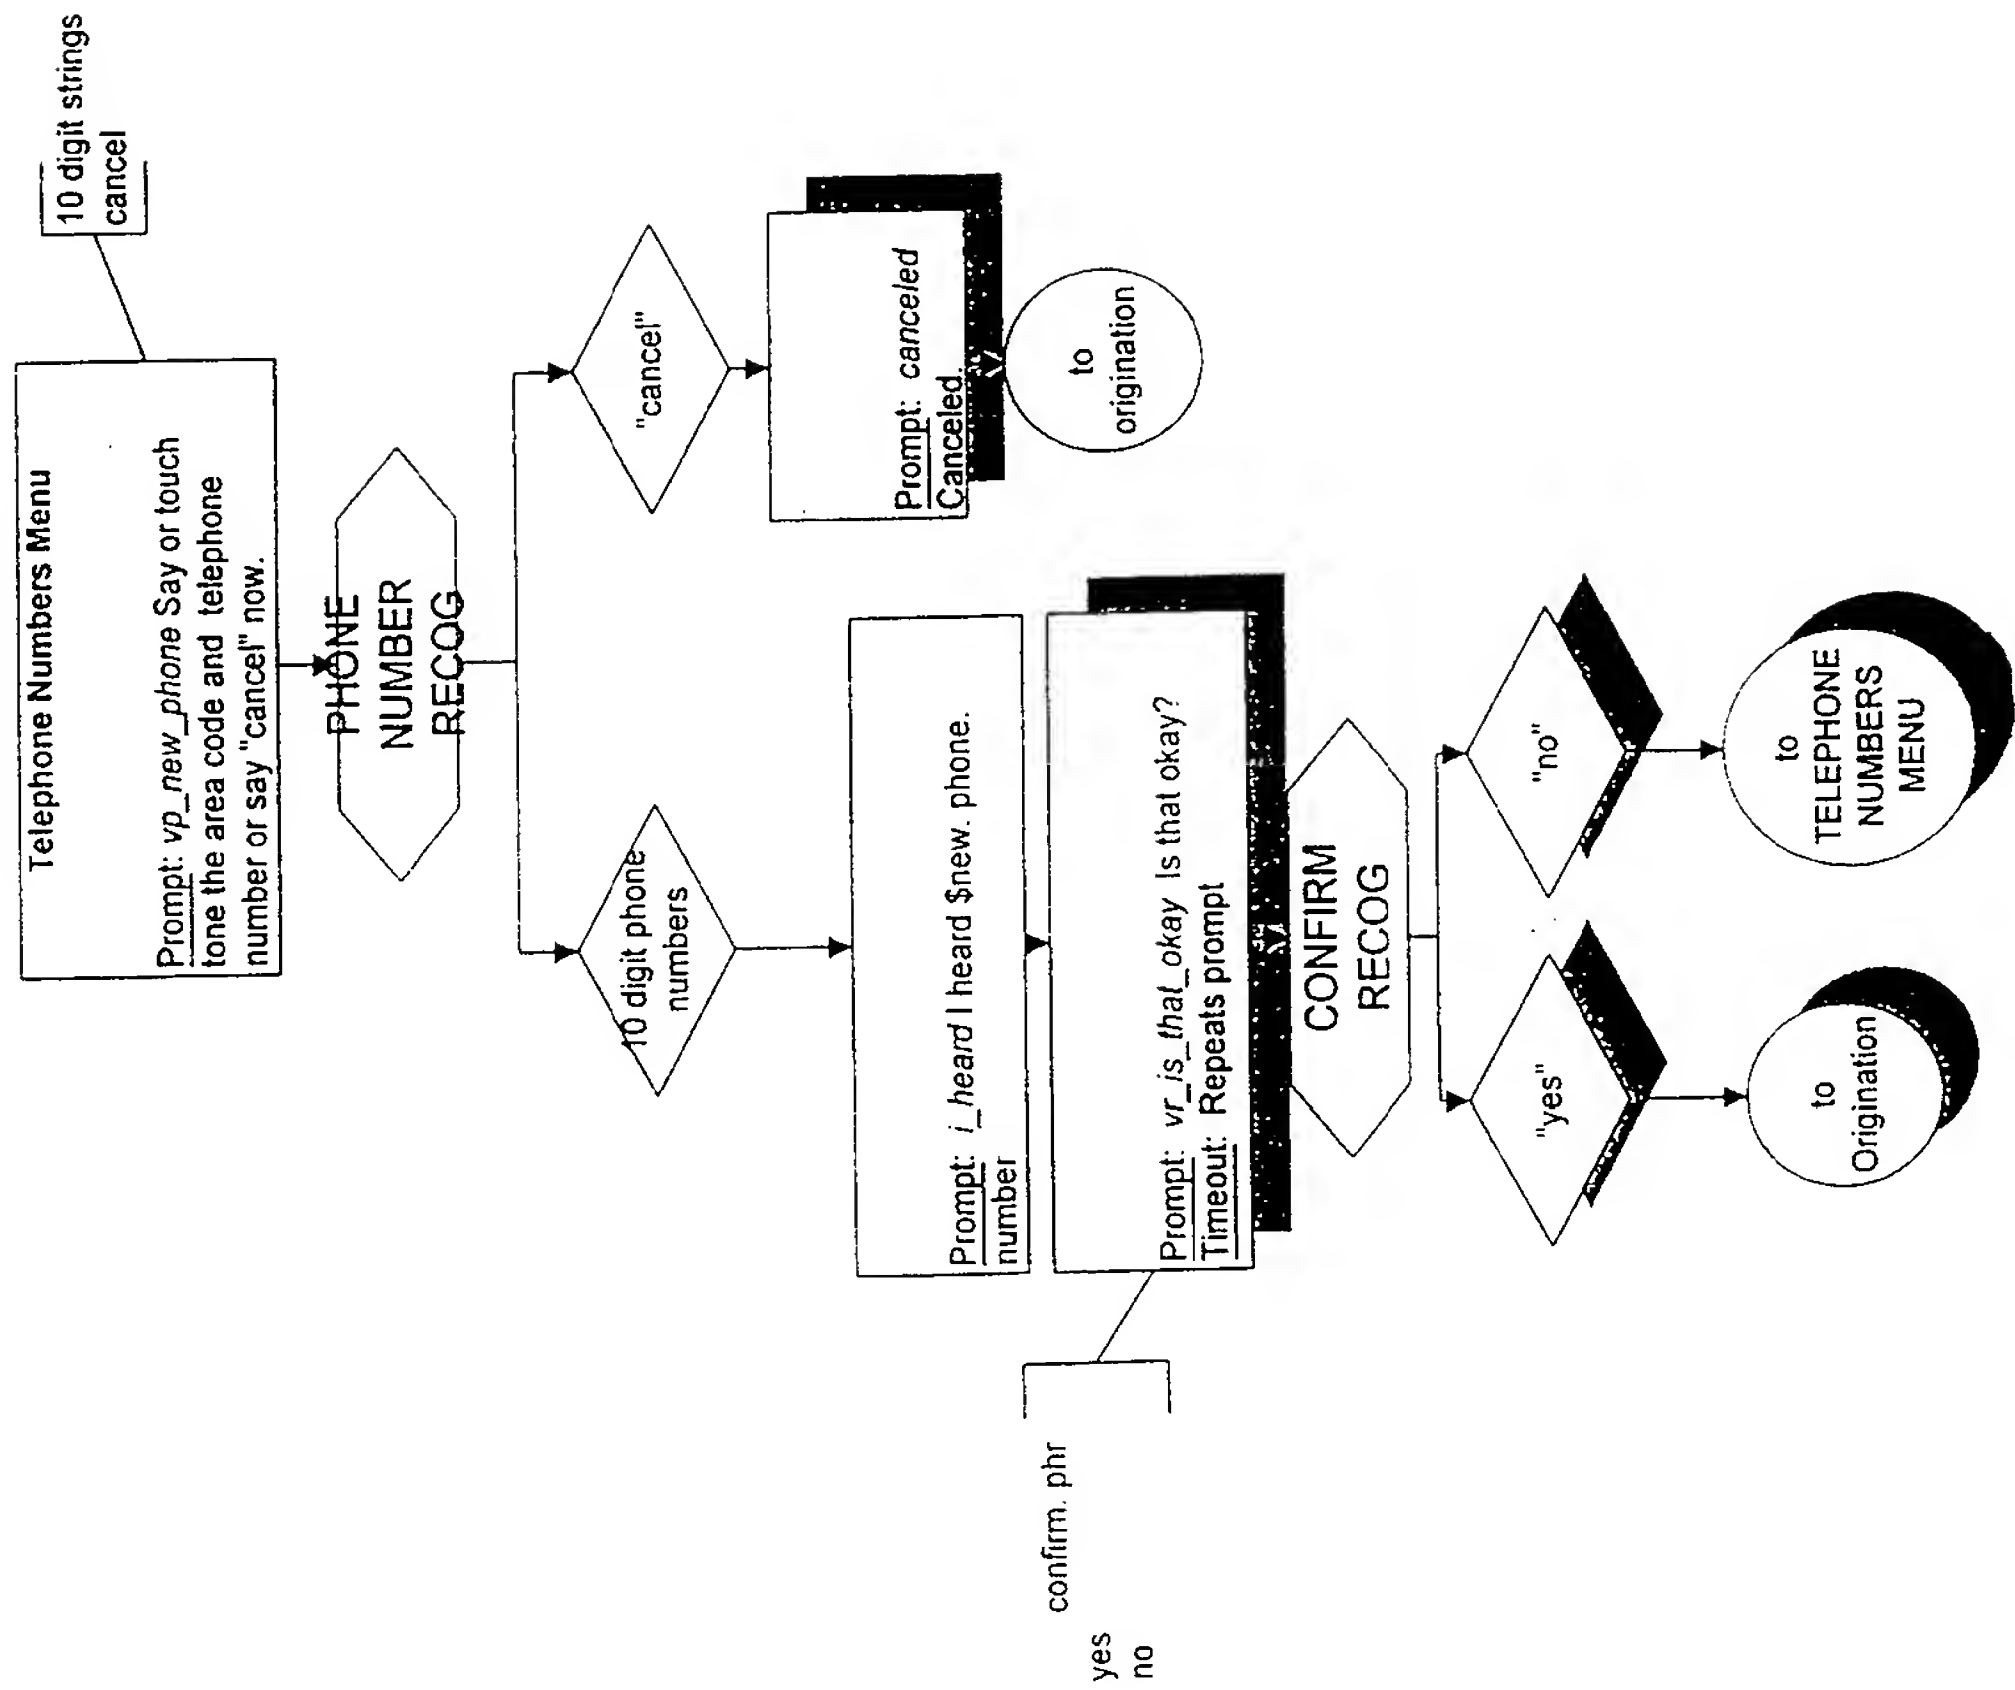 10 digit strings
cancel
Telephone Numbers Menu
Prompt: vp_new_phone Say or touch
tone the area code and telephone
number or say "cancel" now.
PHONE
NUMBER
RECOG
10 digit phone
numbers
"cancel"
Prompt: canceled
Canceled.
to
origination
Prompt: i_heard I heard $new. phone.
number
Prompt: vr_is_that_okay Is that okay?
Timeout: Repeats prompt
confirm. phr
yes
no
CONFIRM
RECOG
"yes"
"no"
to
Origination
to
TELEPHONE
NUMBERS
MENU